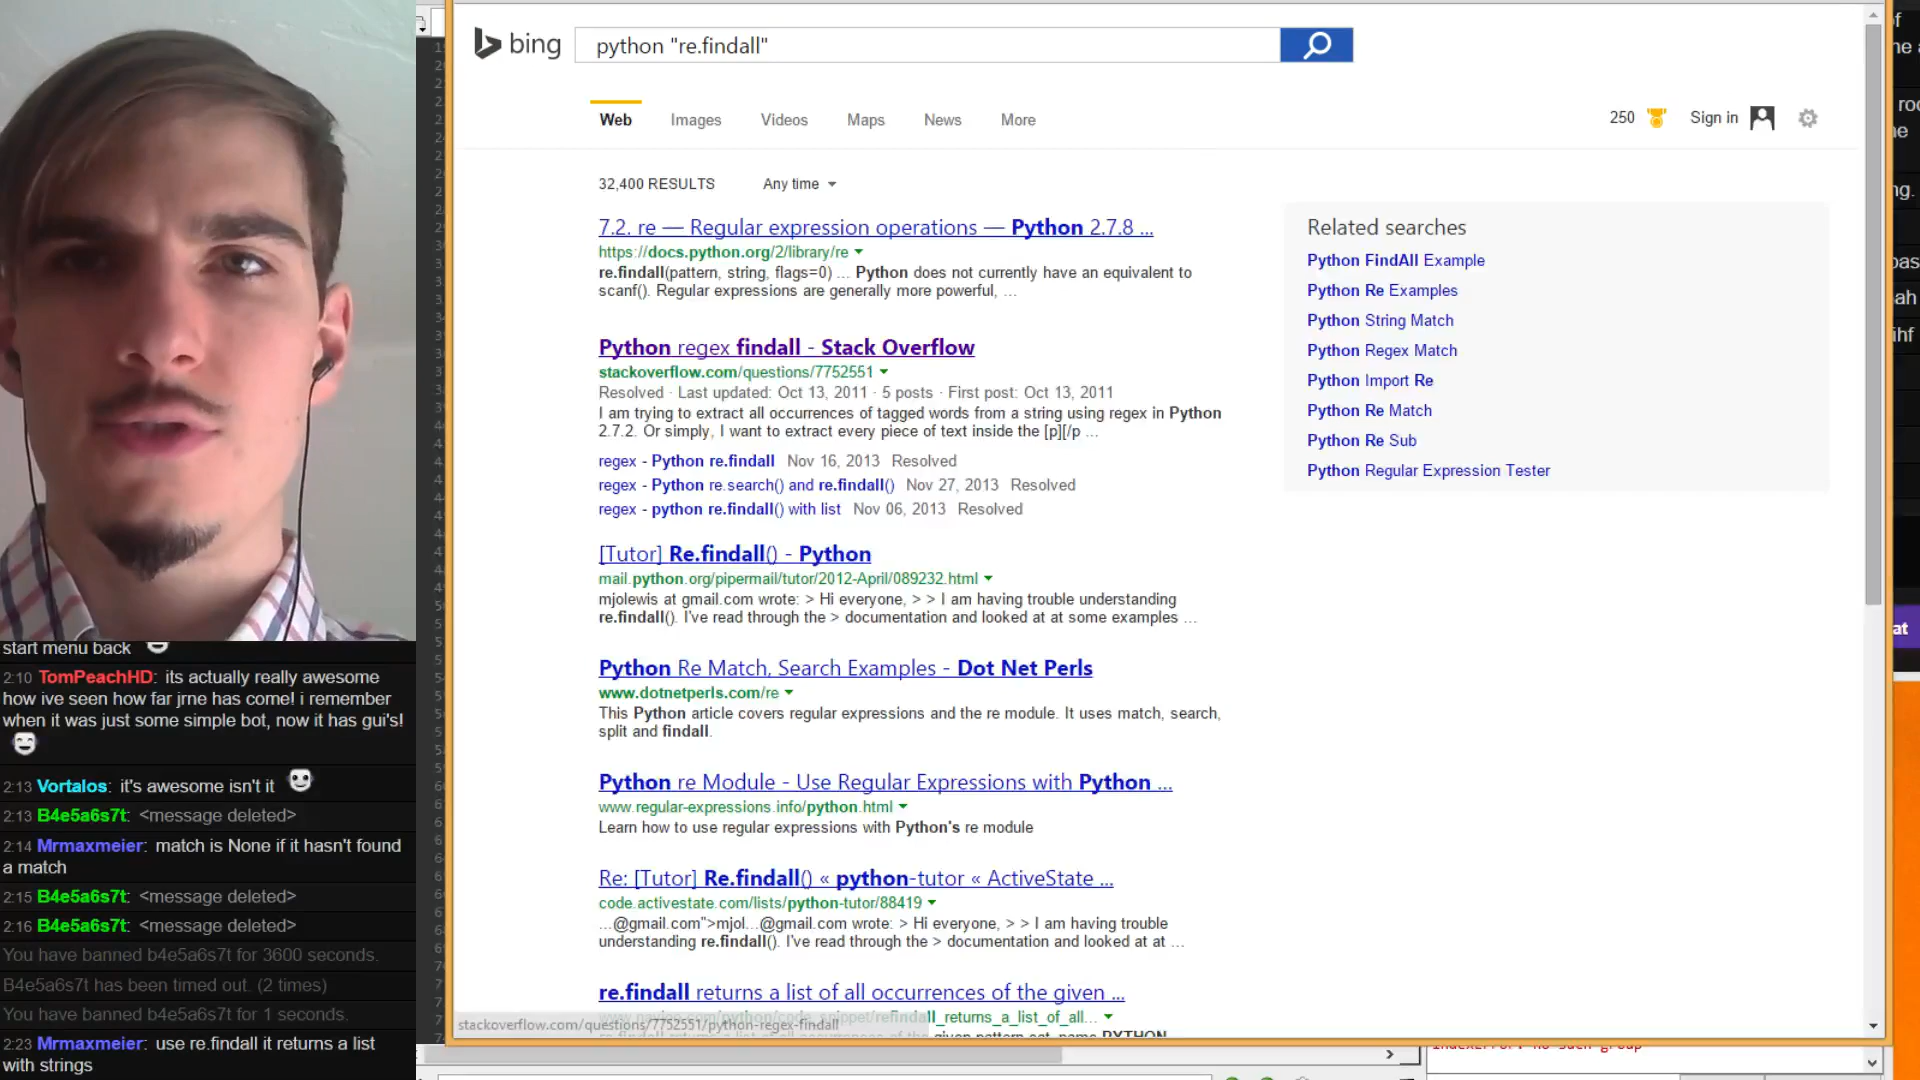 bing
python "re.findall"
Web
Images
Videos
Maps
News
More
250
Sign in
32,400 RESULTS
Any time
7.2. re — Regular expression operations — Python 2.7.8 ...
https://docs.python.org/2/library/re
re.findall(pattern, string, flags=0) ... Python does not currently have an equivalent to
scanf(). Regular expressions are generally more powerful, ...
Python regex findall - Stack Overflow
stackoverflow.com/questions/7752551
Resolved · Last updated: Oct 13, 2011 · 5 posts · First post: Oct 13, 2011
I am trying to extract all occurrences of tagged words from a string using regex in Python
2.7.2. Or simply, I want to extract every piece of text inside the [p][/p ...
regex - Python re.findall Nov 16, 2013 Resolved
regex - Python re.search() and re.findall() Nov 27, 2013 Resolved
regex - python re.findall() with list Nov 06, 2013 Resolved
[Tutor] Re.findall() - Python
mail.python.org/pipermail/tutor/2012-April/089232.html
mjolewis at gmail.com wrote: > Hi everyone, > > I am having trouble understanding
re.findall(). I've read through the > documentation and looked at at some examples ...
Python Re Match, Search Examples - Dot Net Perls
www.dotnetperls.com/re
This Python article covers regular expressions and the re module. It uses match, search,
split and findall.
Python re Module - Use Regular Expressions with Python ...
www.regular-expressions.info/python.html
Learn how to use regular expressions with Python's re module
Re: [Tutor] Re.findall() « python-tutor « ActiveState ...
code.activestate.com/lists/python-tutor/88419
...@gmail.com">mjol...@gmail.com wrote: > Hi everyone, > > I am having trouble
understanding re.findall(). I've read through the > documentation and looked at at ...
re.findall returns a list of all occurrences of the given ...
stackoverflow.com/questions/7752551/python-regex-findall
Related searches
Python FindAll Example
Python Re Examples
Python String Match
Python Regex Match
Python Import Re
Python Re Match
Python Re Sub
Python Regular Expression Tester
start menu back
2:10 TomPeachHD: its actually really awesome
how ive seen how far jrne has come! i remember
when it was just some simple bot, now it has gui's!
2:13 Vortalos: it's awesome isn't it
2:13 B4e5a6s7t: <message deleted>
2:14 Mrmaxmeier: match is None if it hasn't found
a match
2:15 B4e5a6s7t: <message deleted>
2:16 B4e5a6s7t: <message deleted>
You have banned b4e5a6s7t for 3600 seconds.
B4e5a6s7t has been timed out. (2 times)
You have banned b4e5a6s7t for 1 seconds.
2:23 Mrmaxmeier: use re.findall it returns a list
with strings